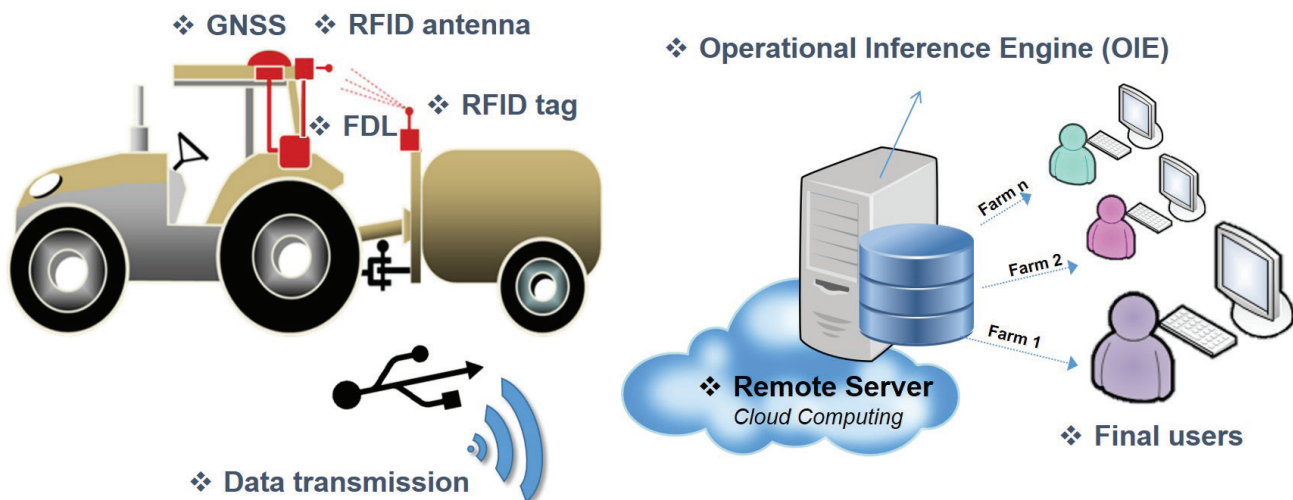 ❖ GNSS
❖ RFID antenna
❖ RFID tag
❖ FDL
❖ Data transmission
❖ Operational Inference Engine (OIE)
Farm n
Farm 2
Farm 1
❖ Remote Server
Cloud Computing
❖ Final users